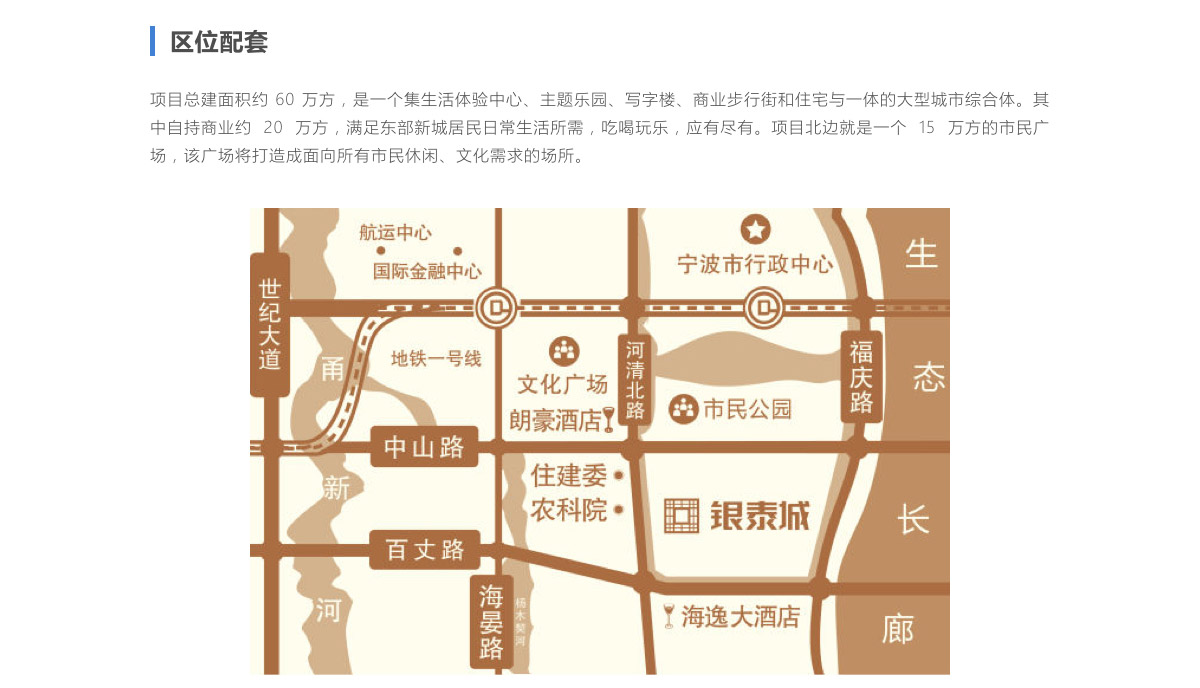 区位配套
项目总建面积约 60 万方，是一个集生活体验中心、主题乐园、写字楼、商业步行街和住宅与一体的大型城市综合体。其
中自持商业约 20 万方，满足东部新城居民日常生活所需，吃喝玩乐，应有尽有。项目北边就是一个 15 万方的市民广
场，该广场将打造成面向所有市民休闲、文化需求的场所。
航运中心
国际金融中心
宁波市行政中心
生态长廊
世纪大道
地铁一号线
甬新河
文化广场
朗豪酒店
河清北路
市民公园
福庆路
中山路
住建委
农科院
银泰城
百丈路
海晏路
杨木契河
海逸大酒店